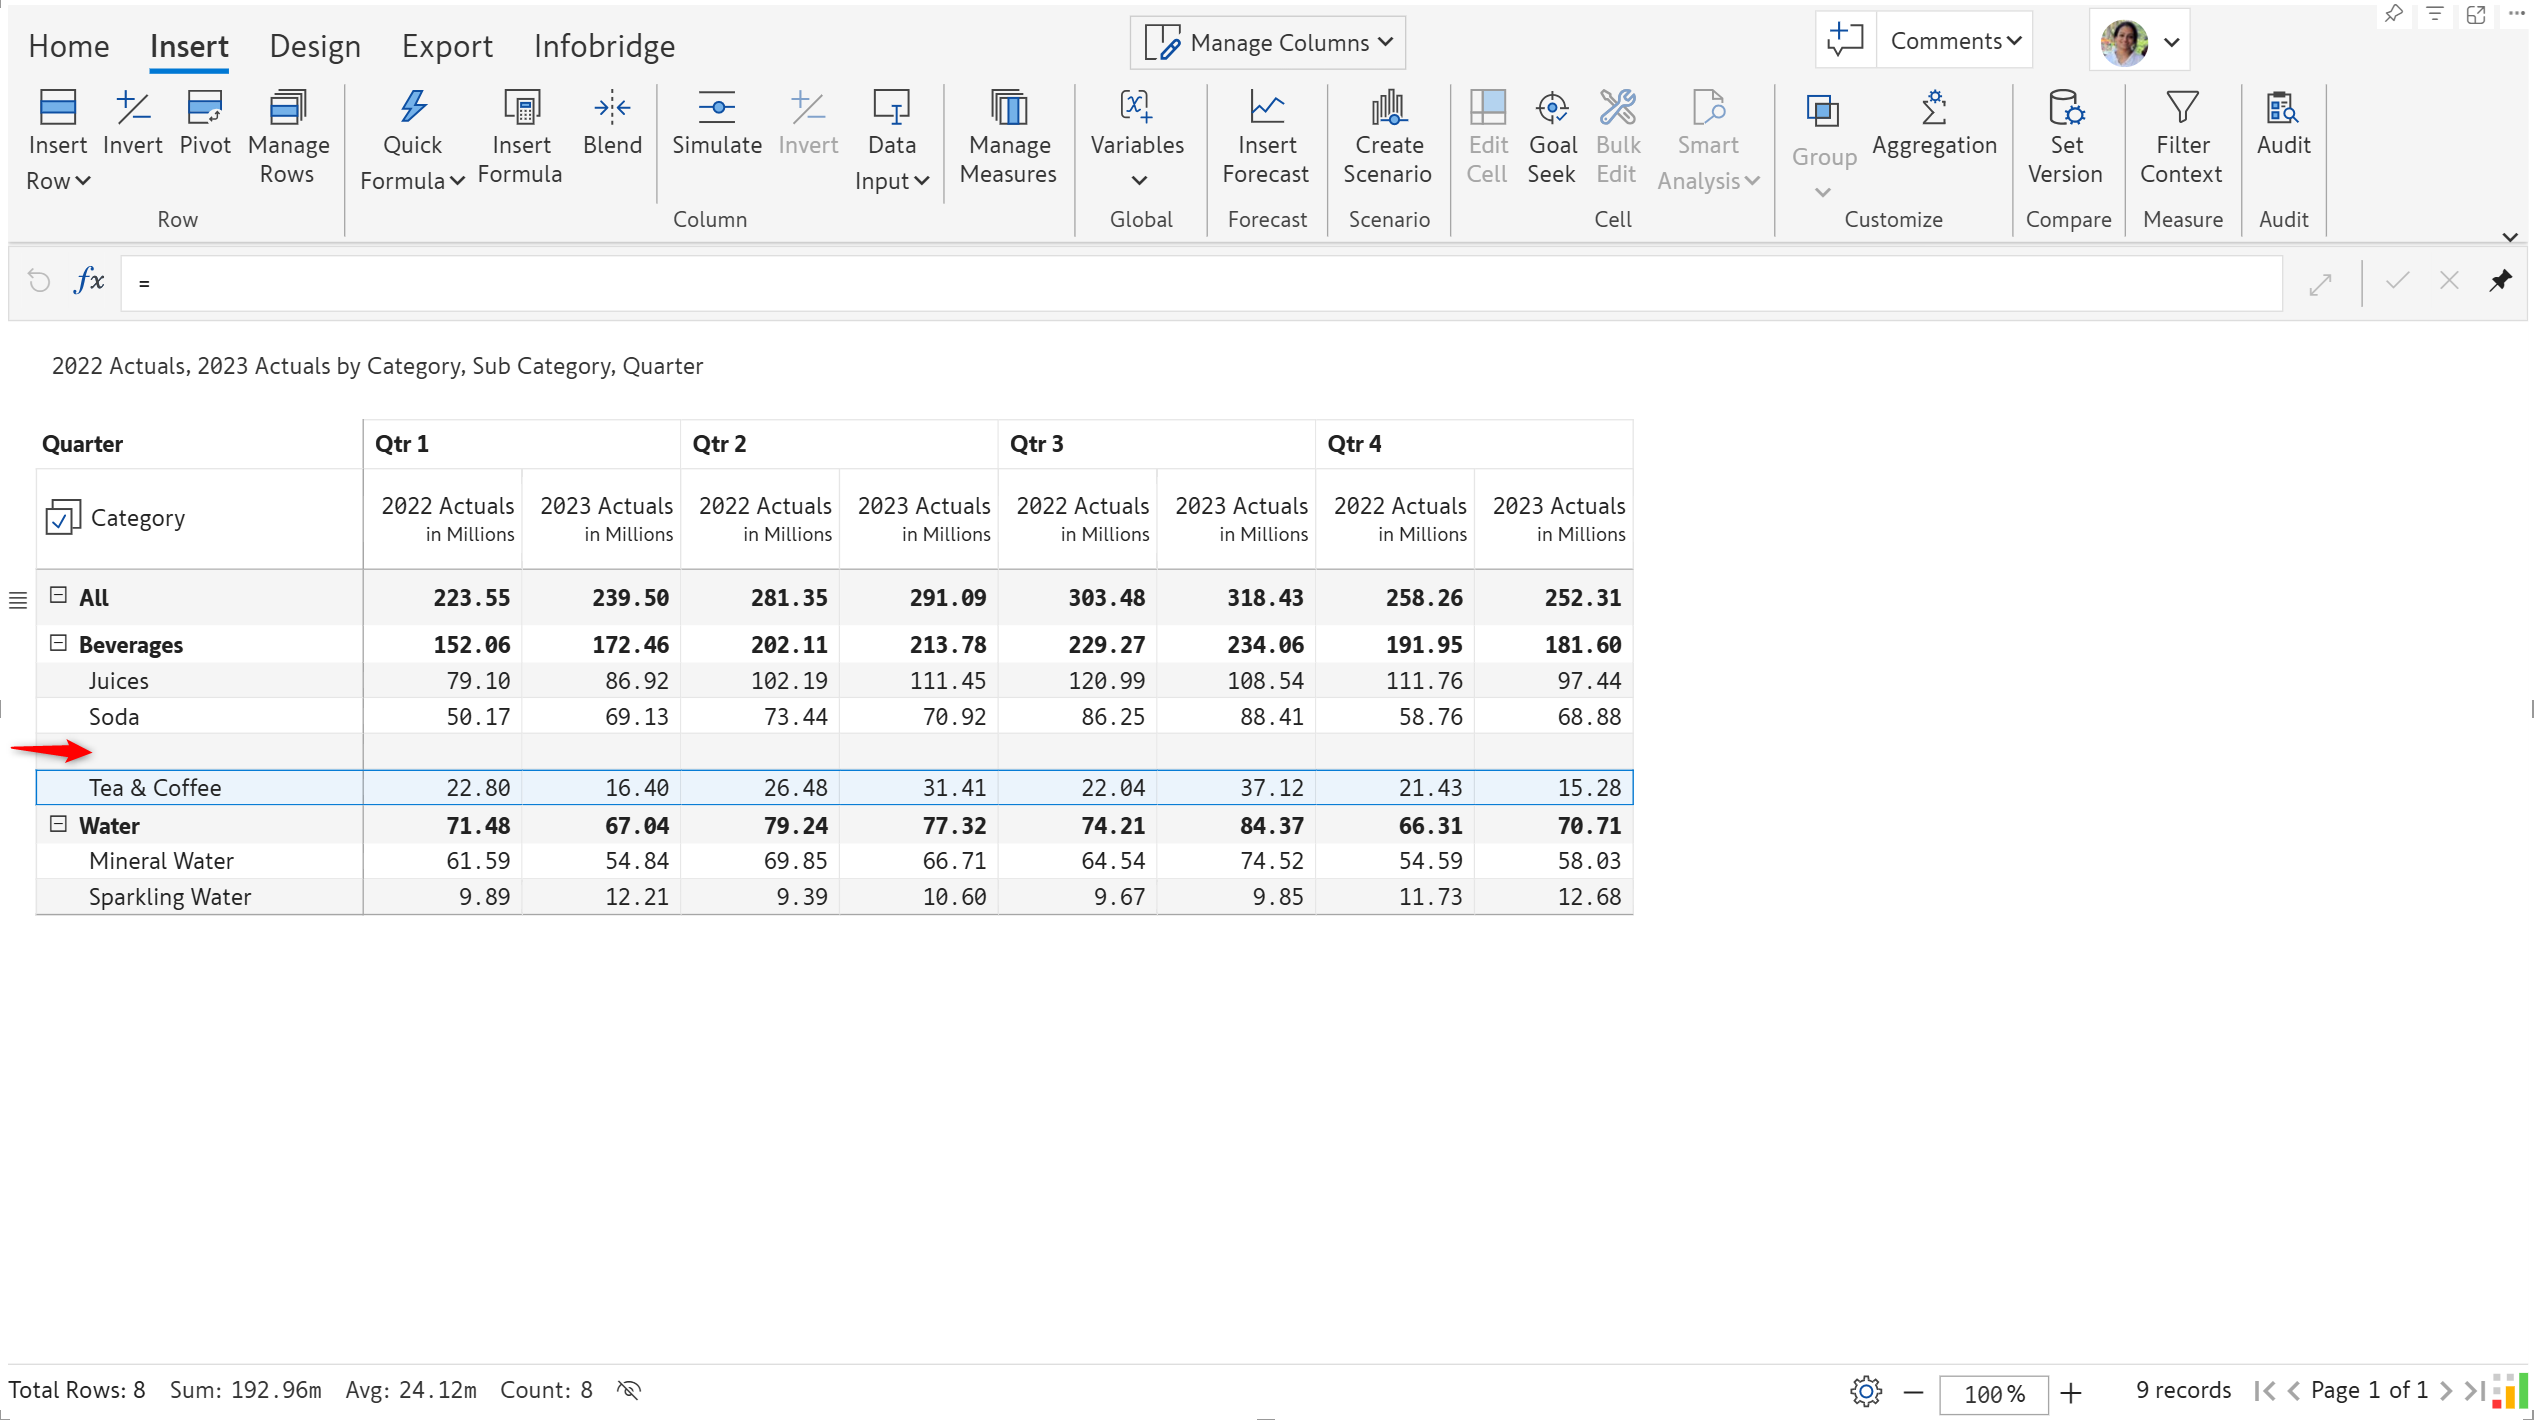 Home Insert Design Export Infobridge Manage Columns Comments
Insert Row Invert Pivot Manage Rows Quick Formula Insert Formula Blend Simulate Invert Data Input Manage Measures Variables Insert Forecast Create Scenario Edit Cell Goal Seek Bulk Edit Smart Analysis Group Aggregation Set Version Filter Context Audit
Row Column Global Forecast Scenario Cell Customize Compare Measure Audit
fx =
2022 Actuals, 2023 Actuals by Category, Sub Category, Quarter
Quarter Qtr 1 Qtr 2 Qtr 3 Qtr 4
Category 2022 Actuals in Millions 2023 Actuals in Millions 2022 Actuals in Millions 2023 Actuals in Millions 2022 Actuals in Millions 2023 Actuals in Millions 2022 Actuals in Millions 2023 Actuals in Millions
All 223.55 239.50 281.35 291.09 303.48 318.43 258.26 252.31
Beverages 152.06 172.46 202.11 213.78 229.27 234.06 191.95 181.60
Juices 79.10 86.92 102.19 111.45 120.99 108.54 111.76 97.44
Soda 50.17 69.13 73.44 70.92 86.25 88.41 58.76 68.88
Tea & Coffee 22.80 16.40 26.48 31.41 22.04 37.12 21.43 15.28
Water 71.48 67.04 79.24 77.32 74.21 84.37 66.31 70.71
Mineral Water 61.59 54.84 69.85 66.71 64.54 74.52 54.59 58.03
Sparkling Water 9.89 12.21 9.39 10.60 9.67 9.85 11.73 12.68
Total Rows: 8 Sum: 192.96m Avg: 24.12m Count: 8 100% 9 records Page 1 of 1